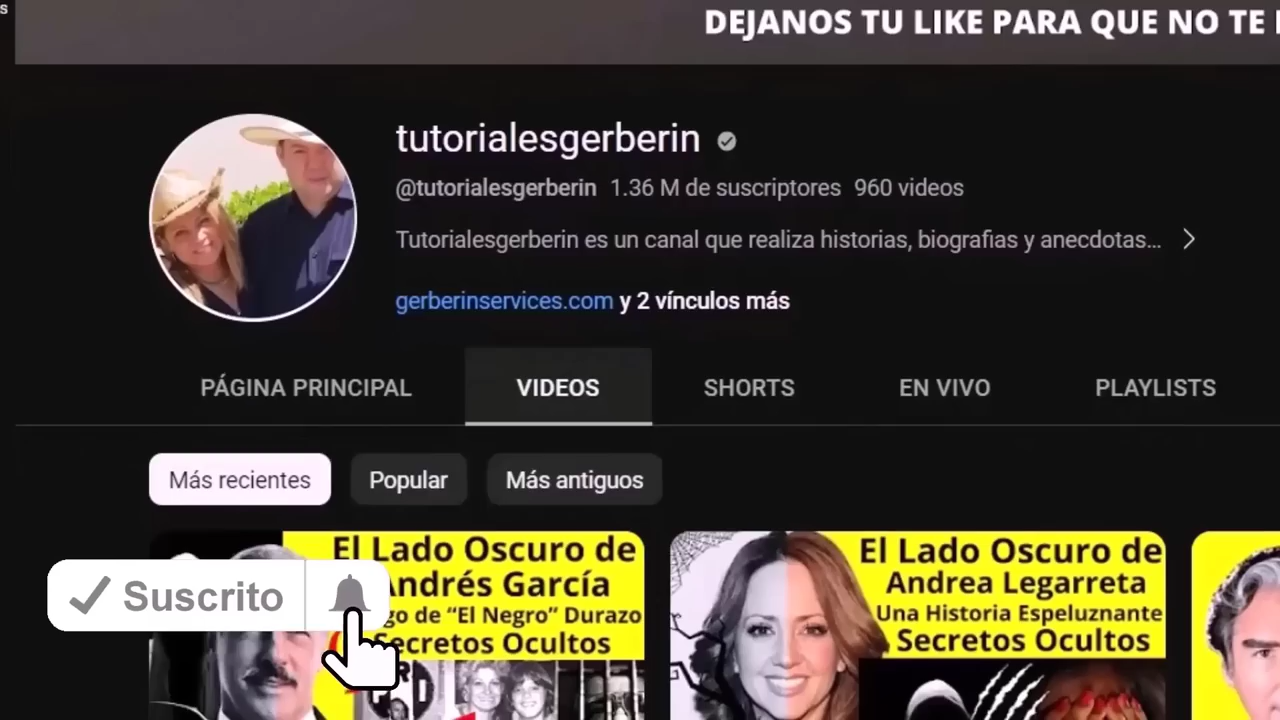 s
DEJANOS TU LIKE PARA QUE NO TE
tutorialesgerberin
@tutorialesgerberin 1.36 M de suscriptores 960 videos
Tutorialesgerberin es un canal que realiza historias, biografias y anecdotas...
gerberinservices.com y 2 vínculos más
PÁGINA PRINCIPAL VIDEOS SHORTS EN VIVO PLAYLISTS
Más recientes Popular Más antiguos
El Lado Oscuro de
Andrés García
go de “El Negro” Durazo
Secretos Ocultos
El Lado Oscuro de
Andrea Legarreta
Una Historia Espeluznante
Secretos Ocultos
Suscrito